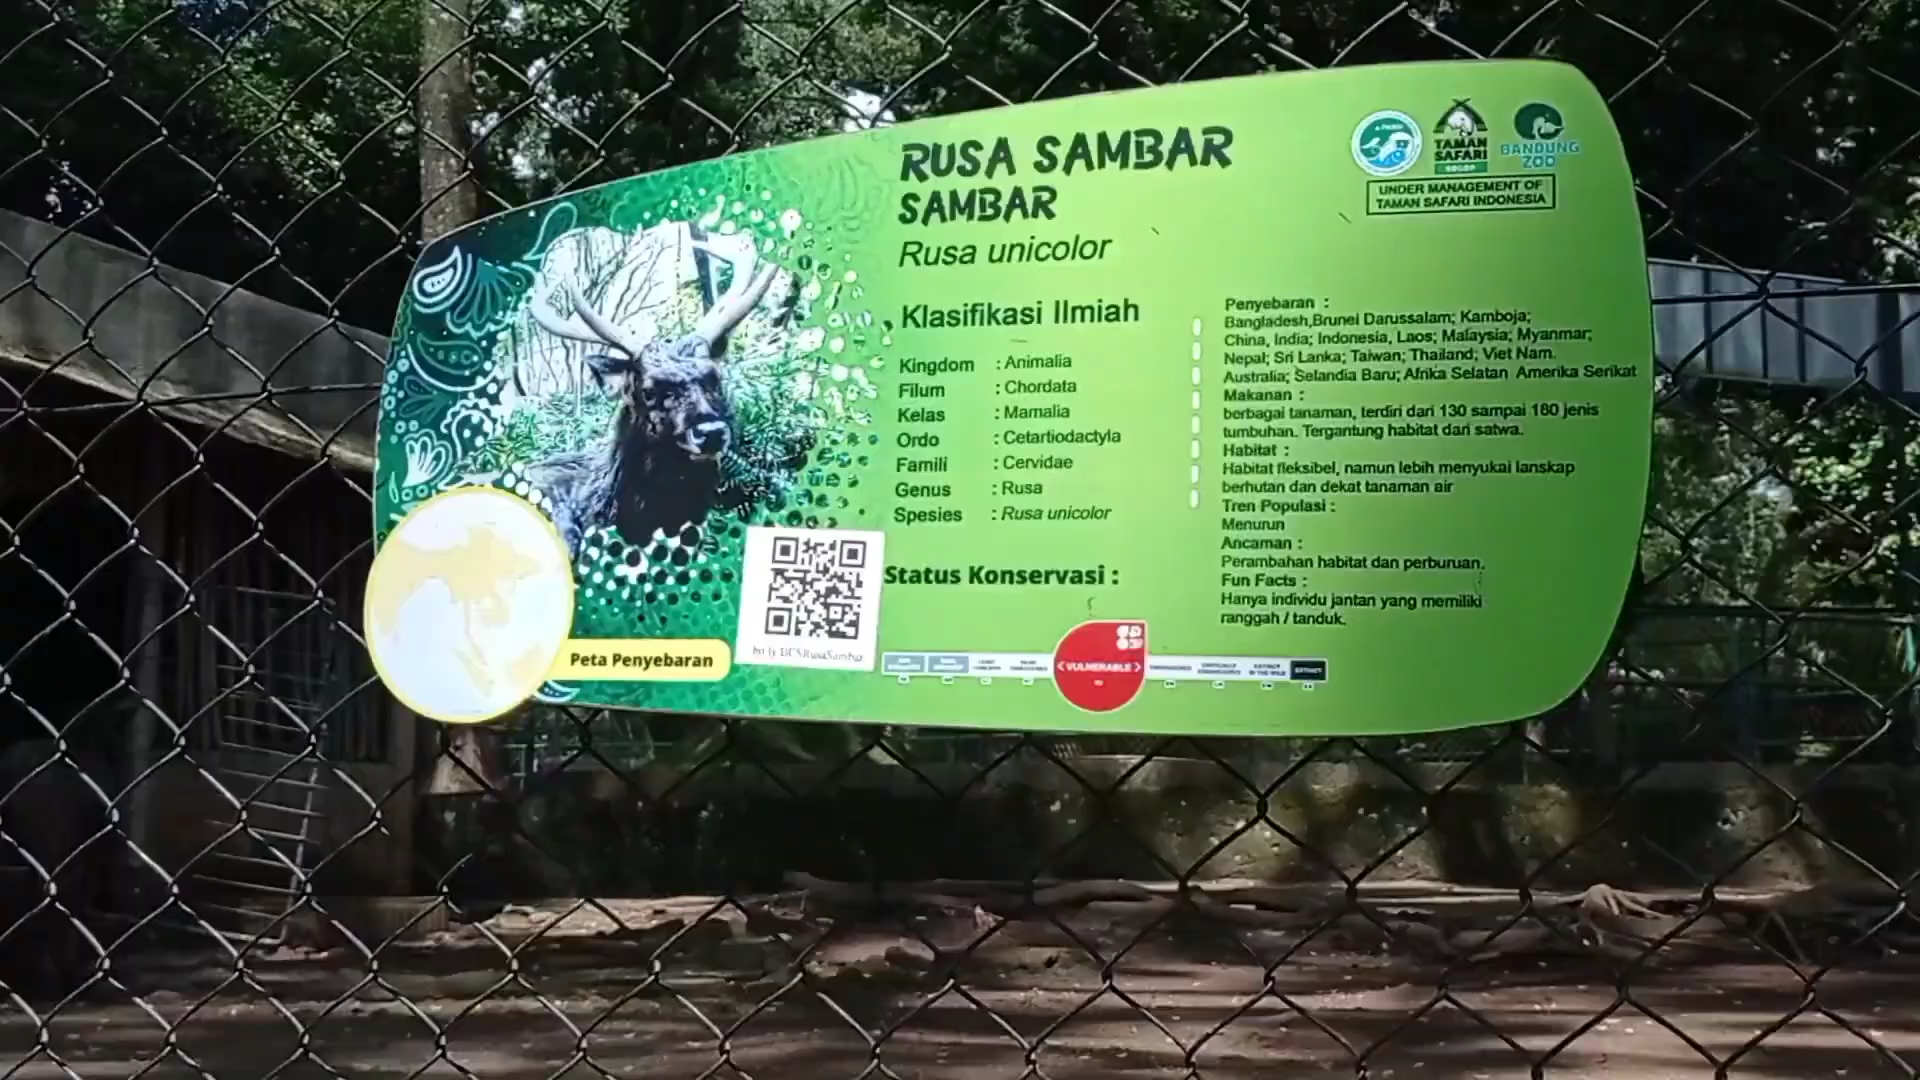 RUSA SAMBAR
SAMBAR
Rusa unicolor
TAMAN
SAFARI
BOGOR
BANDUNG
ZOO
UNDER MANAGEMENT OF
TAMAN SAFARI INDONESIA
Klasifikasi Ilmiah
Kingdom : Animalia
Filum : Chordata
Kelas : Mamalia
Ordo : Cetartiodactyla
Famili : Cervidae
Genus : Rusa
Spesies : Rusa unicolor
Penyebaran :
Bangladesh,Brunei Darussalam; Kamboja;
China, India; Indonesia, Laos; Malaysia; Myanmar;
Nepal; Sri Lanka; Taiwan; Thailand; Viet Nam.
Australia; Selandia Baru; Afrika Selatan Amerika Serikat
Makanan :
berbagai tanaman, terdiri dari 130 sampai 180 jenis
tumbuhan. Tergantung habitat dari satwa.
Habitat :
Habitat fleksibel, namun lebih menyukai lanskap
berhutan dan dekat tanaman air
Tren Populasi :
Menurun
Ancaman :
Perambahan habitat dan perburuan.
Fun Facts :
Hanya individu jantan yang memiliki
ranggah / tanduk.
Status Konservasi :
< VULNERABLE >
EXTINCT
Peta Penyebaran